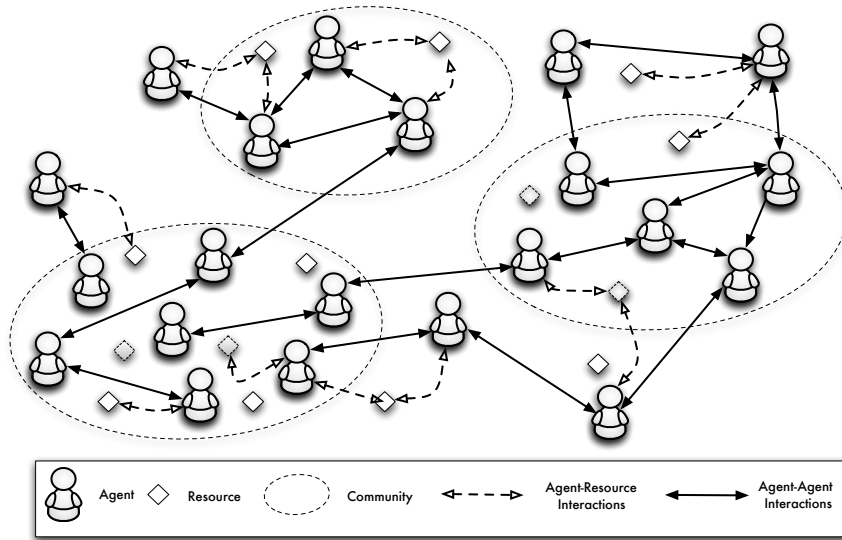 Agent
Resource
Community
Agent-Resource
Interactions
Agent-Agent
Interactions